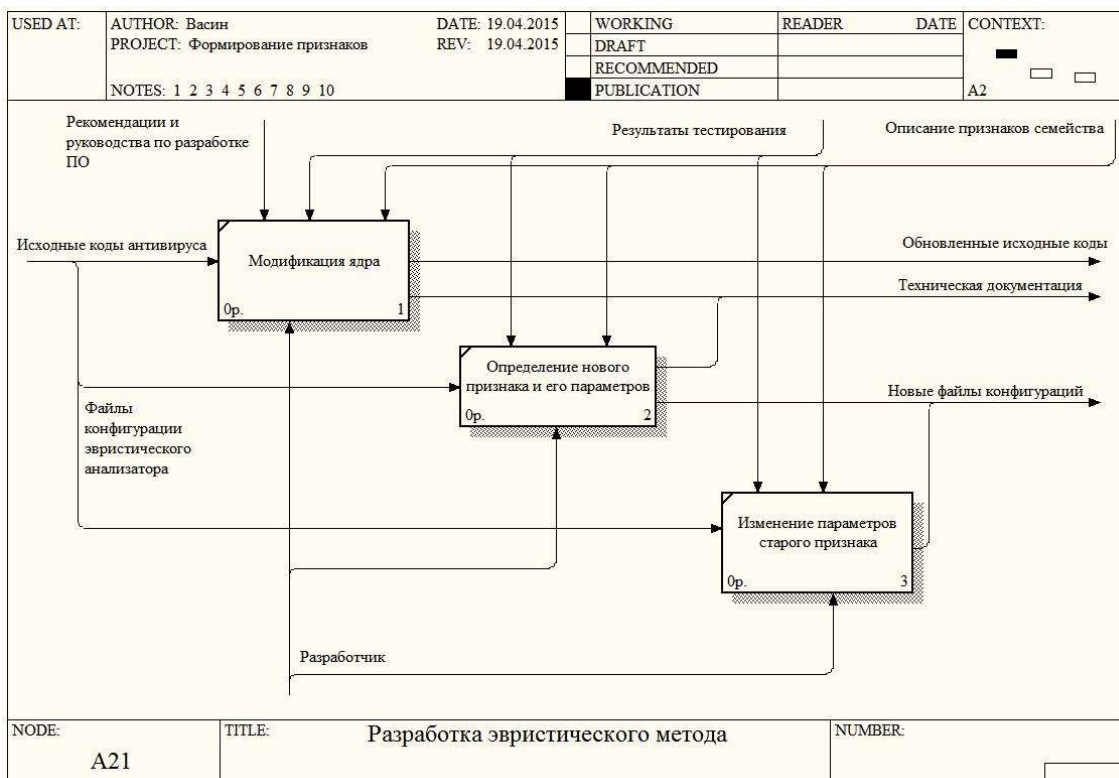 USED AT:
AUTHOR: Васин
DATE: 19.04.2015
PROJECT: Формирование признаков
REV: 19.04.2015
NOTES: 1 2 3 4 5 6 7 8 9 10
WORKING
DRAFT
RECOMMENDED
PUBLICATION
READER
DATE
CONTEXT:
A2
Рекомендации и
руководства по разработке
ПО
Результаты тестирования
Описание признаков семейства
Исходные коды антивируса
Модификация ядра
0р.
1
Обновленные исходные коды
Техническая документация
Определение нового
признака и его параметров
0р.
2
Новые файлы конфигураций
Файлы
конфигурации
эвристического
анализатора
Изменение параметров
старого признака
0р.
3
Разработчик
NODE:
A21
TITLE:
Разработка эвристического метода
NUMBER: